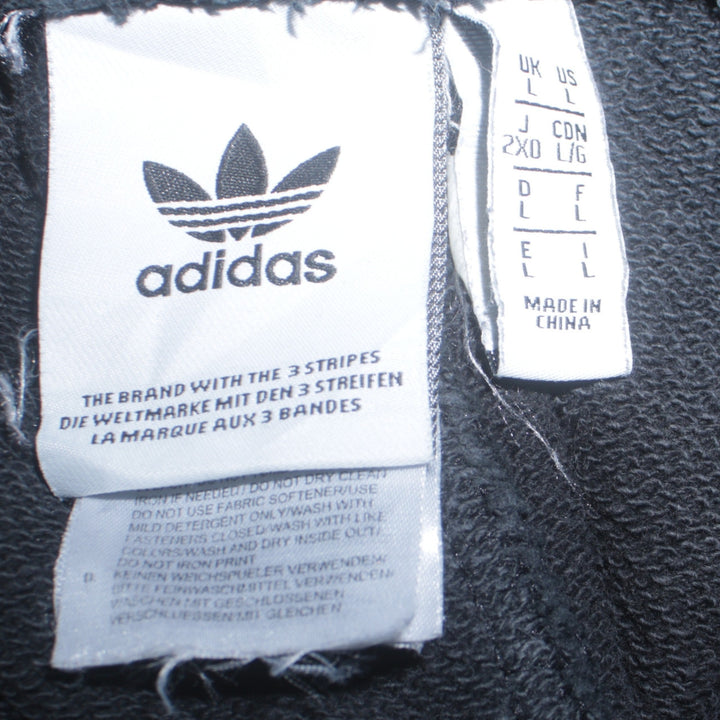 adidas
THE BRAND WITH THE 3 STRIPES
DIE WELTMARKE MIT DEN 3 STREIFEN
LA MARQUE AUX 3 BANDES
IRON IF NEEDED/ DO NOT DRY CLEAN
DO NOT USE FABRIC SOFTENER/USE
MILD DETERGENT ONLY/WASH WITH
FASTENERS CLOSED/WASH WITH LIKE
COLORS/WASH AND DRY INSIDE OUT/
DO NOT IRON PRINT
D: KEINEN WEICHSPUELER VERWENDEN/
BITTE FEINWASCHMITTEL VERWENDEN/
WASCHEN MIT GESCHLOSSENEN
VERSCHLUESSEN/MIT GLEICHEN
UK US
L L
J CDN
2XO L/G
D F
L L
E I
L L
MADE IN
CHINA